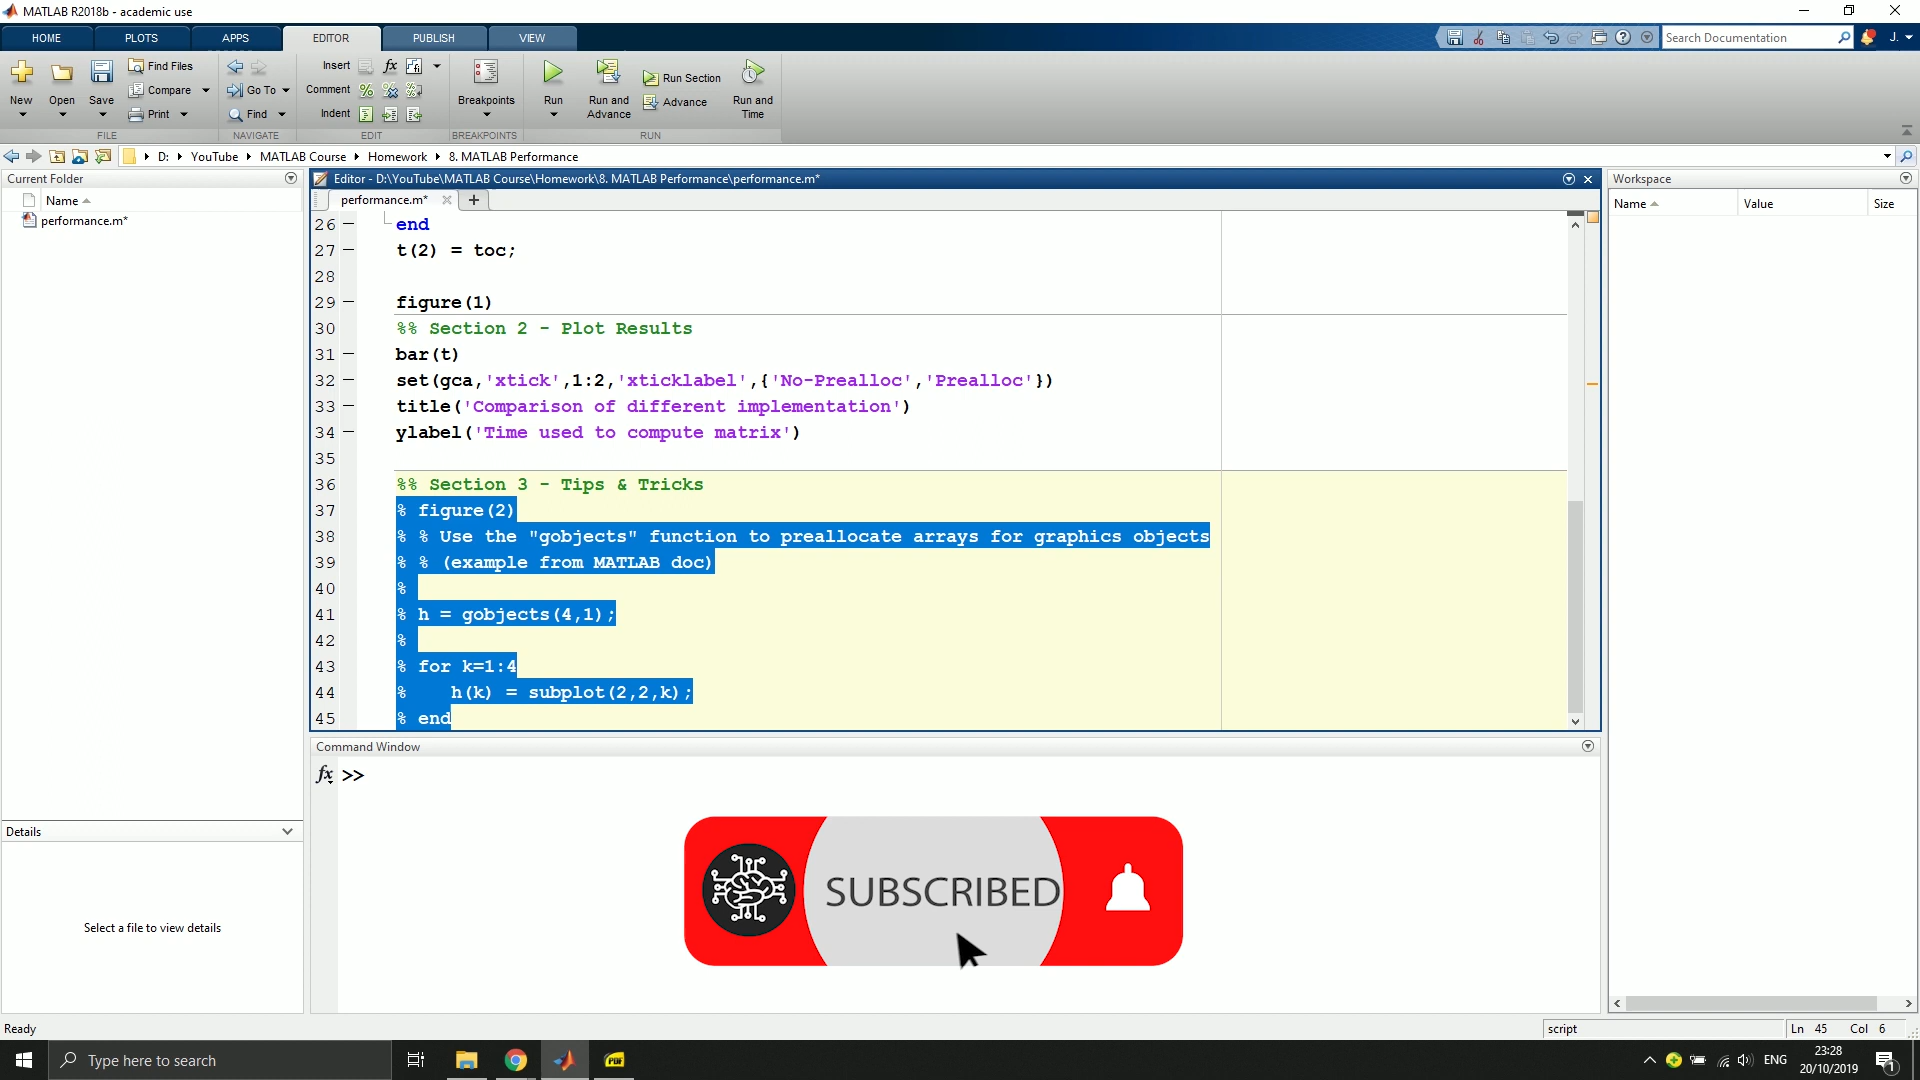 MATLAB R2018b - academic use
HOME PLOTS APPS EDITOR PUBLISH VIEW
Search Documentation J.
New Open Save Find Files Compare Print
Go To Find
Insert fx
Comment
Indent
Breakpoints Run Run and Advance Run Section Advance Run and Time
FILE NAVIGATE EDIT BREAKPOINTS RUN
D: YouTube MATLAB Course Homework 8. MATLAB Performance
Current Folder
Name
performance.m*
Editor - D:\YouTube\MATLAB Course\Homework\8. MATLAB Performance\performance.m*
performance.m*
26 end
27 t(2) = toc;
28
29 figure(1)
30 %% Section 2 - Plot Results
31 bar(t)
32 set(gca,'xtick',1:2,'xticklabel',{'No-Prealloc','Prealloc'})
33 title('Comparison of different implementation')
34 ylabel('Time used to compute matrix')
35
36 %% Section 3 - Tips & Tricks
37 % figure(2)
38 % % Use the "gobjects" function to preallocate arrays for graphics objects
39 % % (example from MATLAB doc)
40 %
41 % h = gobjects(4,1);
42 %
43 % for k=1:4
44 %    h(k) = subplot(2,2,k);
45 % end
Workspace
Name Value Size
Command Window
fx >>
SUBSCRIBED
Details
Select a file to view details
Ready
script Ln 45 Col 6
Type here to search
PDF
ENG
23:28
20/10/2019
1